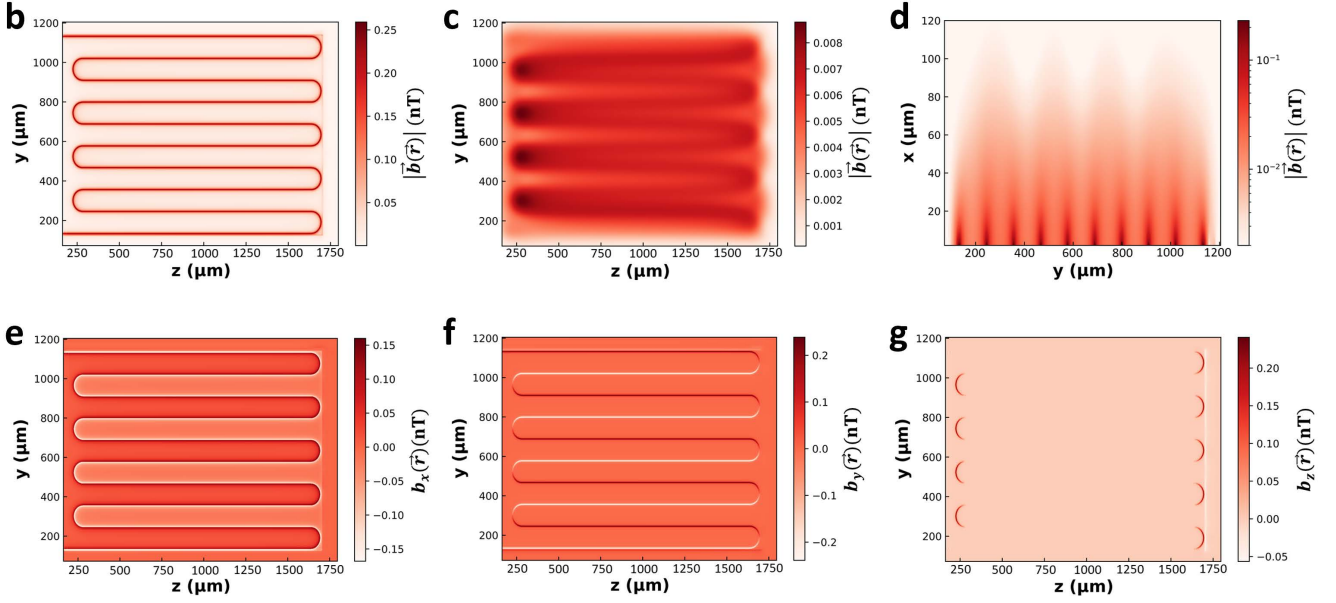 b
1200
1000
800
600
400
200
y (μm)
250 500 750 1000 1250 1500 1750
z (μm)
0.25
0.20
0.15
0.10
0.05
|b⃗(r⃗)| (nT)
c
1200
1000
800
600
400
200
y (μm)
250 500 750 1000 1250 1500 1750
z (μm)
0.008
0.007
0.006
0.005
0.004
0.003
0.002
0.001
|b⃗(r⃗)| (nT)
d
120
100
80
60
40
20
x (μm)
200 400 600 800 1000 1200
y (μm)
10⁻¹
10⁻²
|b⃗(r⃗)| (nT)
e
1200
1000
800
600
400
200
y (μm)
250 500 750 1000 1250 1500 1750
z (μm)
0.15
0.10
0.05
0.00
−0.05
−0.10
−0.15
bₓ(r⃗)(nT)
f
1200
1000
800
600
400
200
y (μm)
250 500 750 1000 1250 1500 1750
z (μm)
0.2
0.1
0.0
−0.1
−0.2
b_y(r⃗)(nT)
g
1200
1000
800
600
400
200
y (μm)
250 500 750 1000 1250 1500 1750
z (μm)
0.20
0.15
0.10
0.05
0.00
−0.05
b_z(r⃗)(nT)